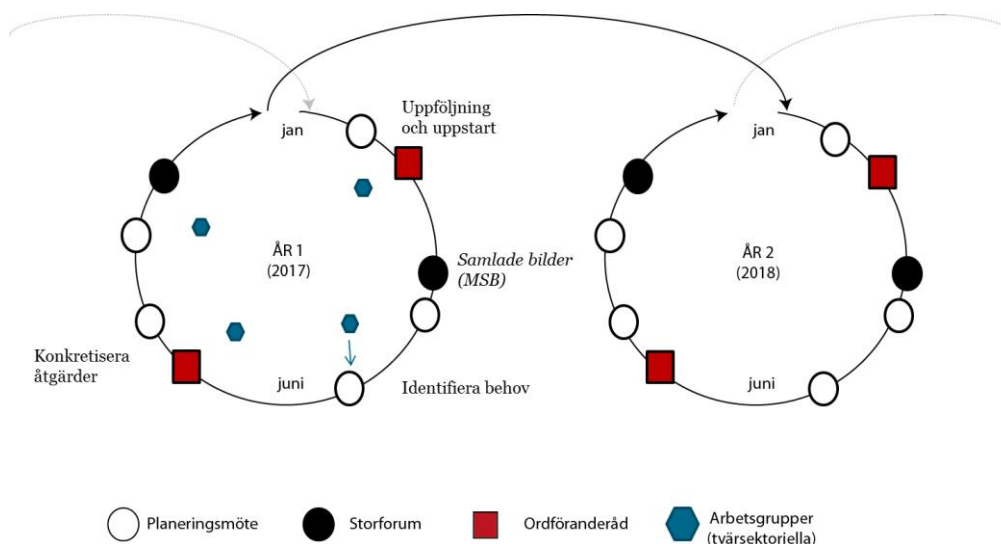 jan
Uppföljning
och uppstart
ÅR 1
(2017)
Samlade bilder
(MSB)
Konkretisera
åtgärder
juni
Identifiera behov
jan
ÅR 2
(2018)
juni
Planeringsmöte
Storforum
Ordföranderåd
Arbetsgrupper
(tvärsektoriella)